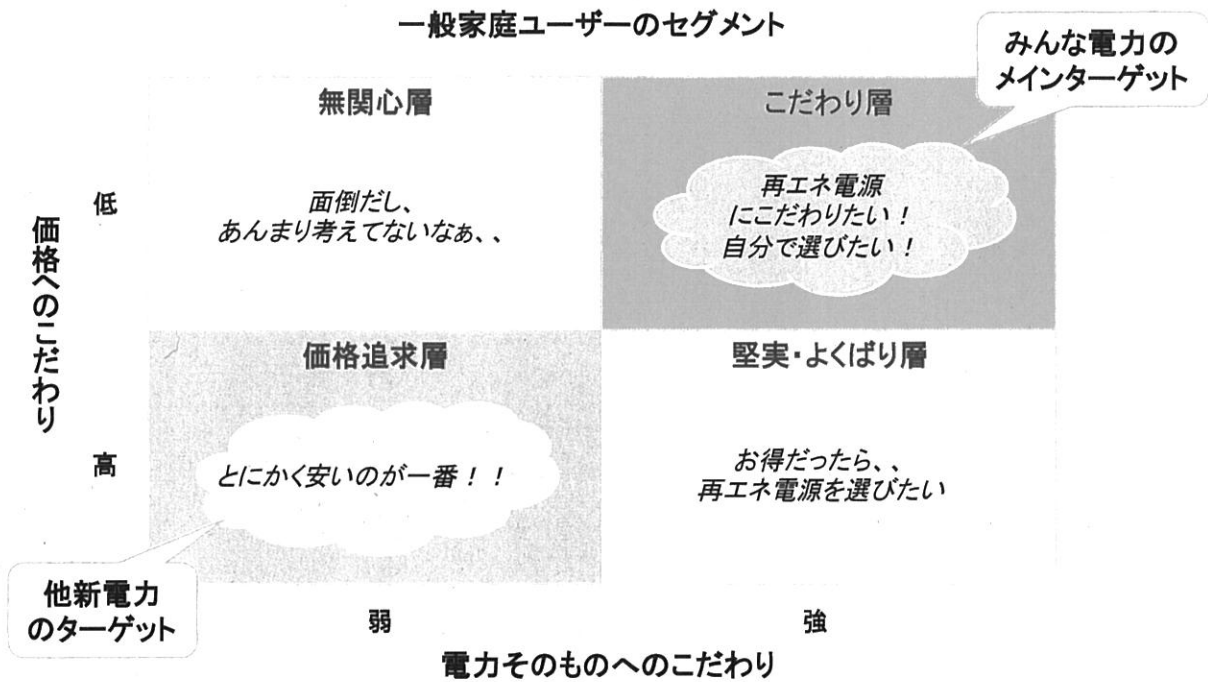 一般家庭ユーザーのセグメント
みんな電力の
メインターゲット
無関心層
こだわり層
低
面倒だし、
あんまり考えてないなぁ、、
再エネ電源
にこだわりたい！
自分で選びたい！
価格へのこだわり
価格追求層
堅実・よくばり層
高
とにかく安いのが一番！！
お得だったら、、
再エネ電源を選びたい
他新電力
のターゲット
弱
強
電力そのものへのこだわり